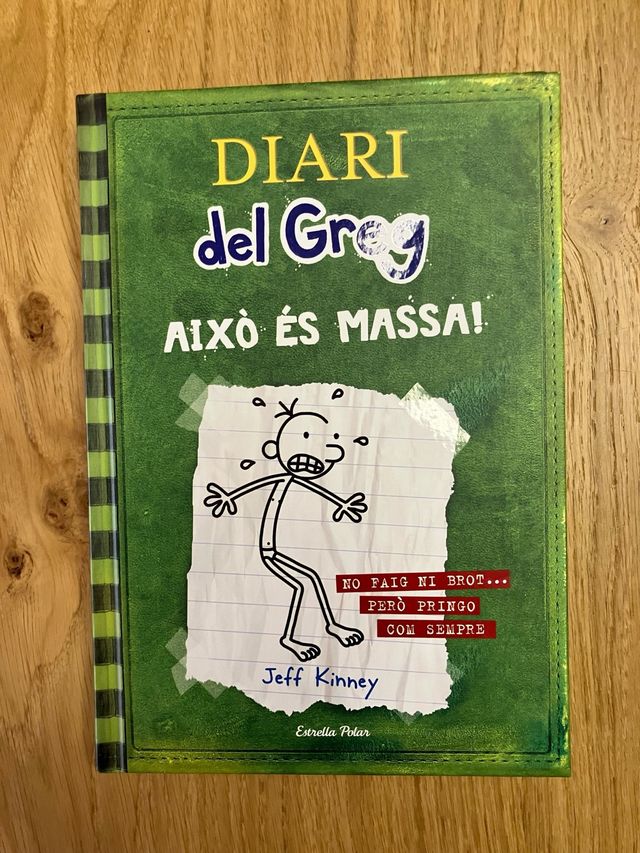 DIARI
del Greg
AIXÒ ÉS MASSA!
NO FAIG NI BROT...
PERÒ PRINGO
COM SEMPRE
Jeff Kinney
Estrella Polar